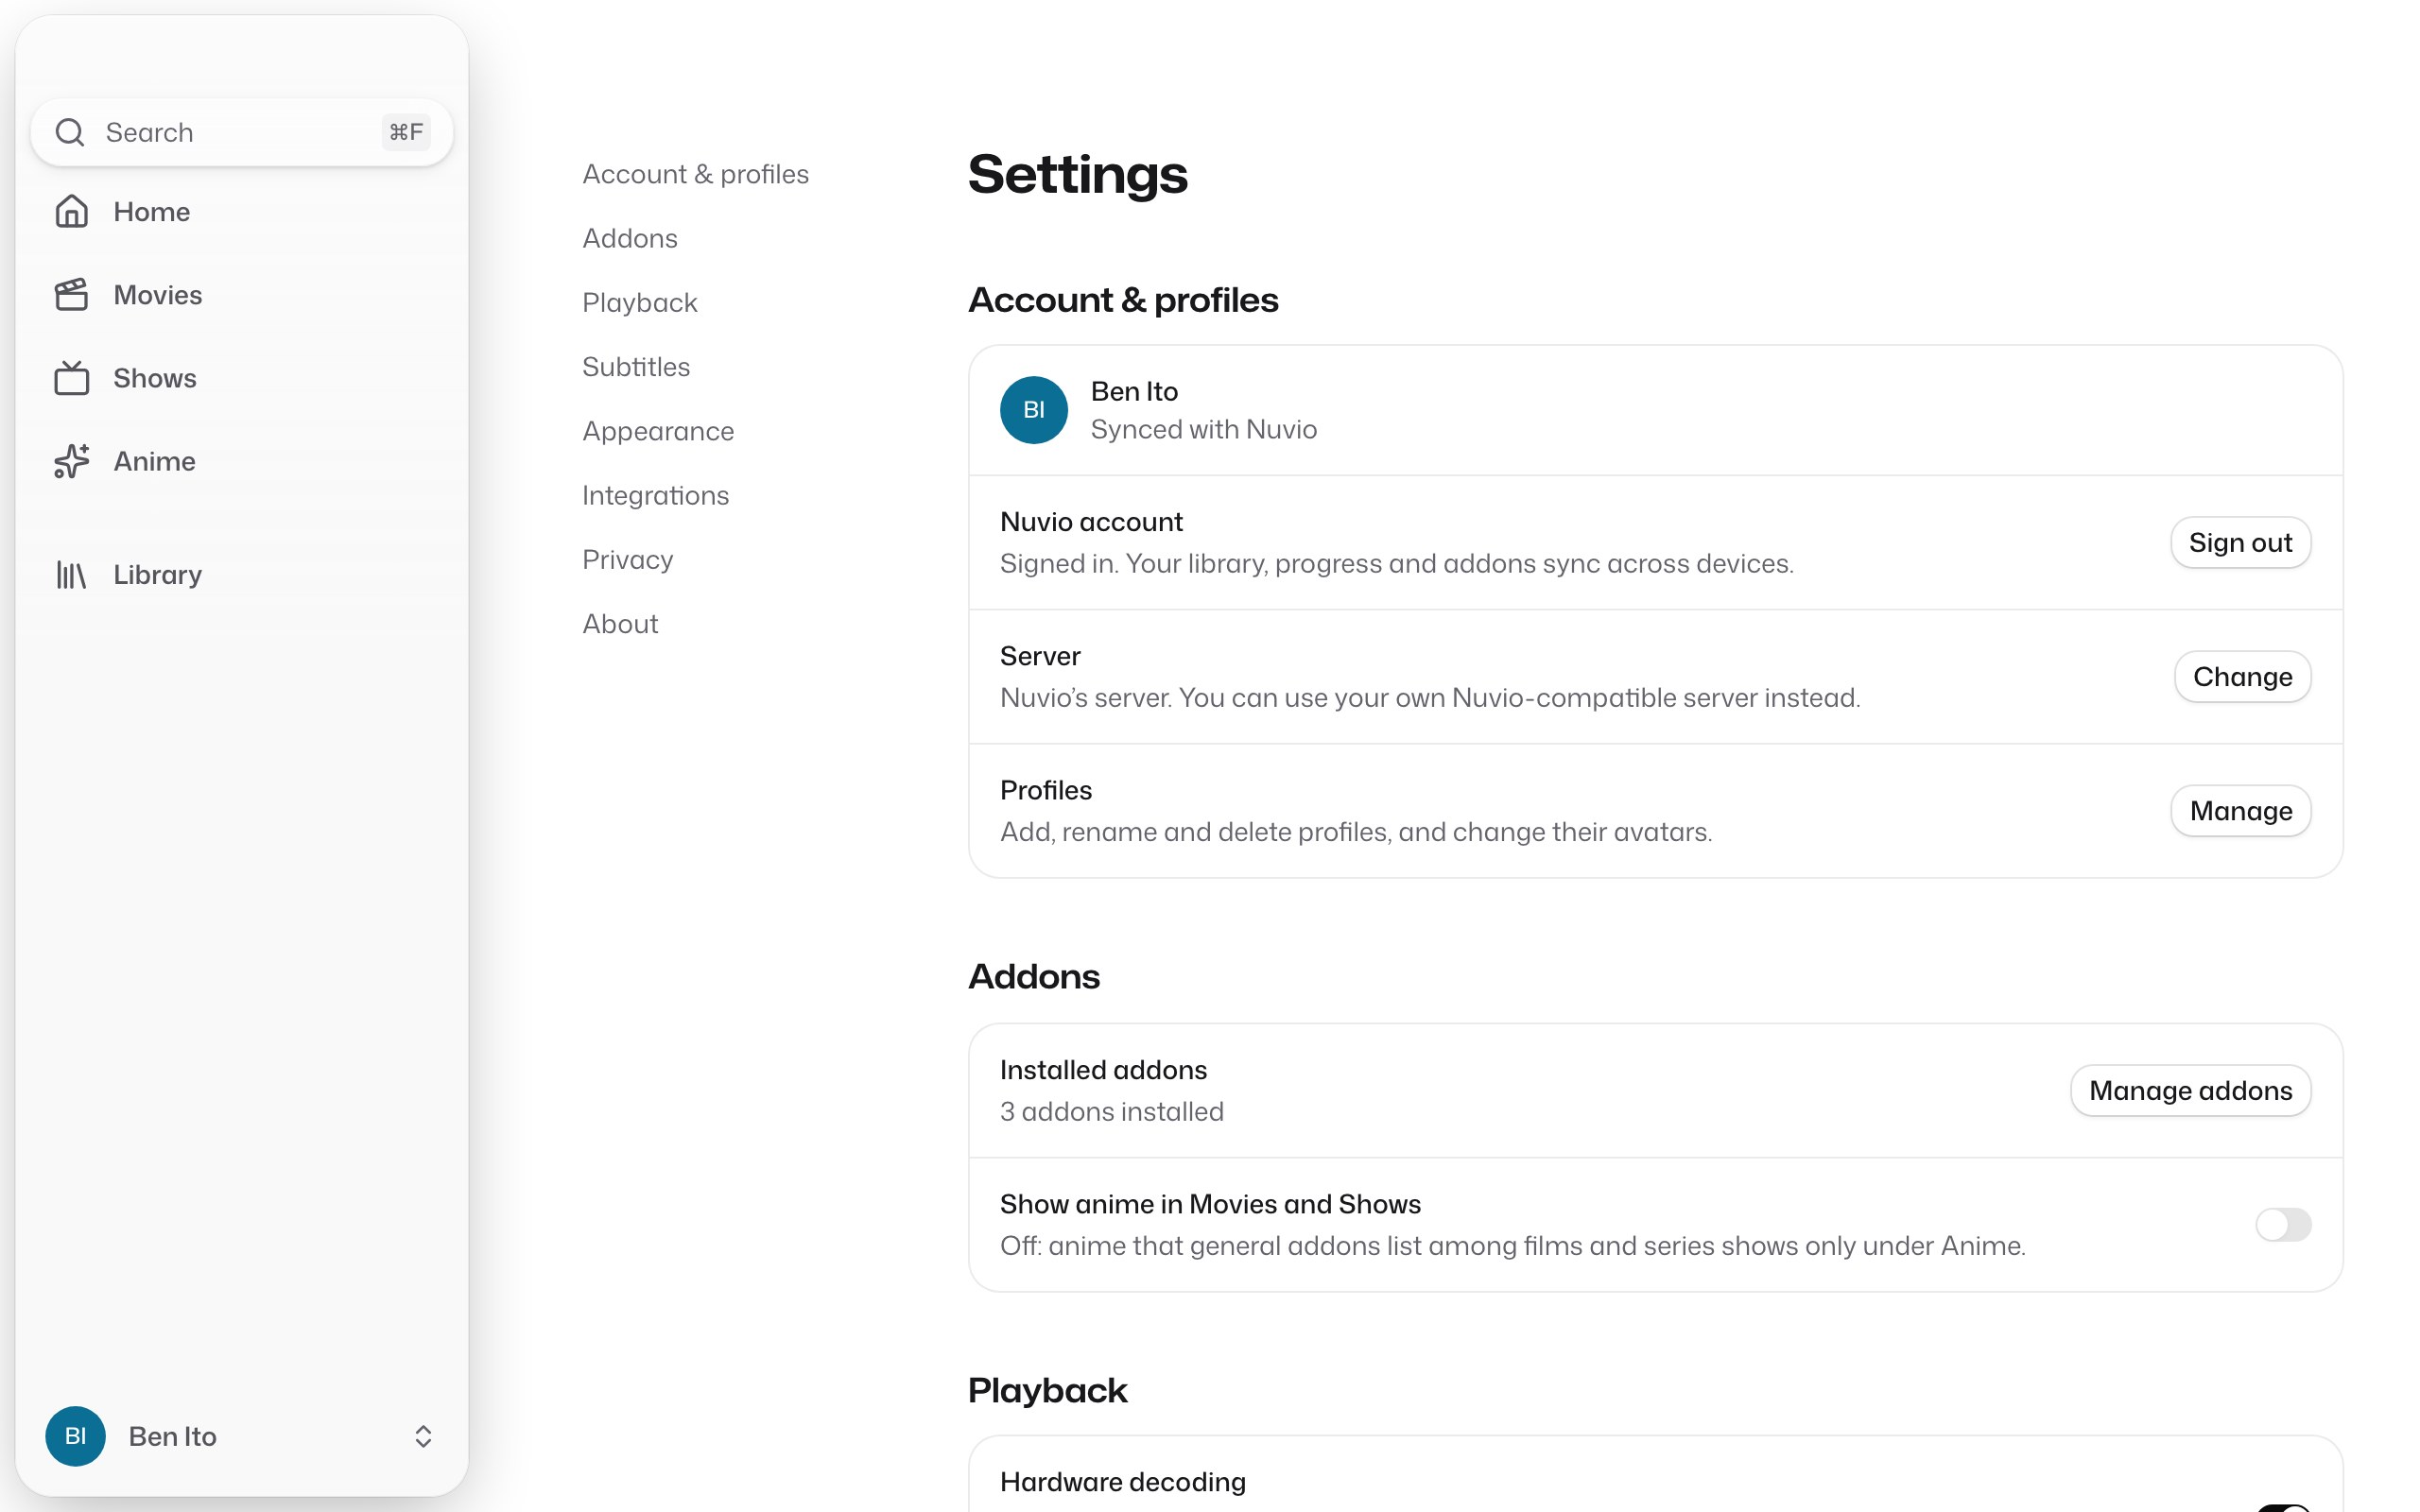 Search
⌘F
Home
Movies
Shows
Anime
Library
BI
Ben Ito
Account & profiles
Addons
Playback
Subtitles
Appearance
Integrations
Privacy
About
Settings
Account & profiles
BI
Ben Ito
Synced with Nuvio
Nuvio account
Signed in. Your library, progress and addons sync across devices.
Sign out
Server
Nuvio’s server. You can use your own Nuvio-compatible server instead.
Change
Profiles
Add, rename and delete profiles, and change their avatars.
Manage
Addons
Installed addons
3 addons installed
Manage addons
Show anime in Movies and Shows
Off: anime that general addons list among films and series shows only under Anime.
Playback
Hardware decoding